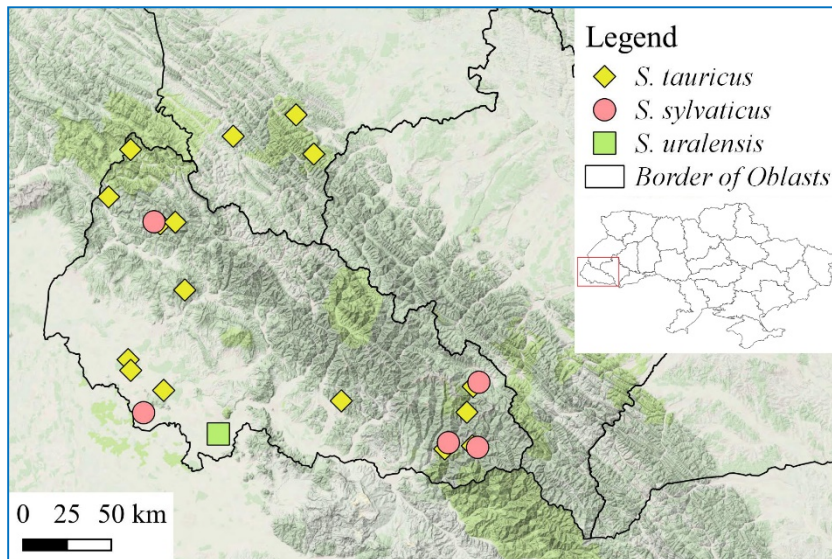 Legend
S. tauricus
S. sylvaticus
S. uralensis
Border of Oblasts
0 25 50 km